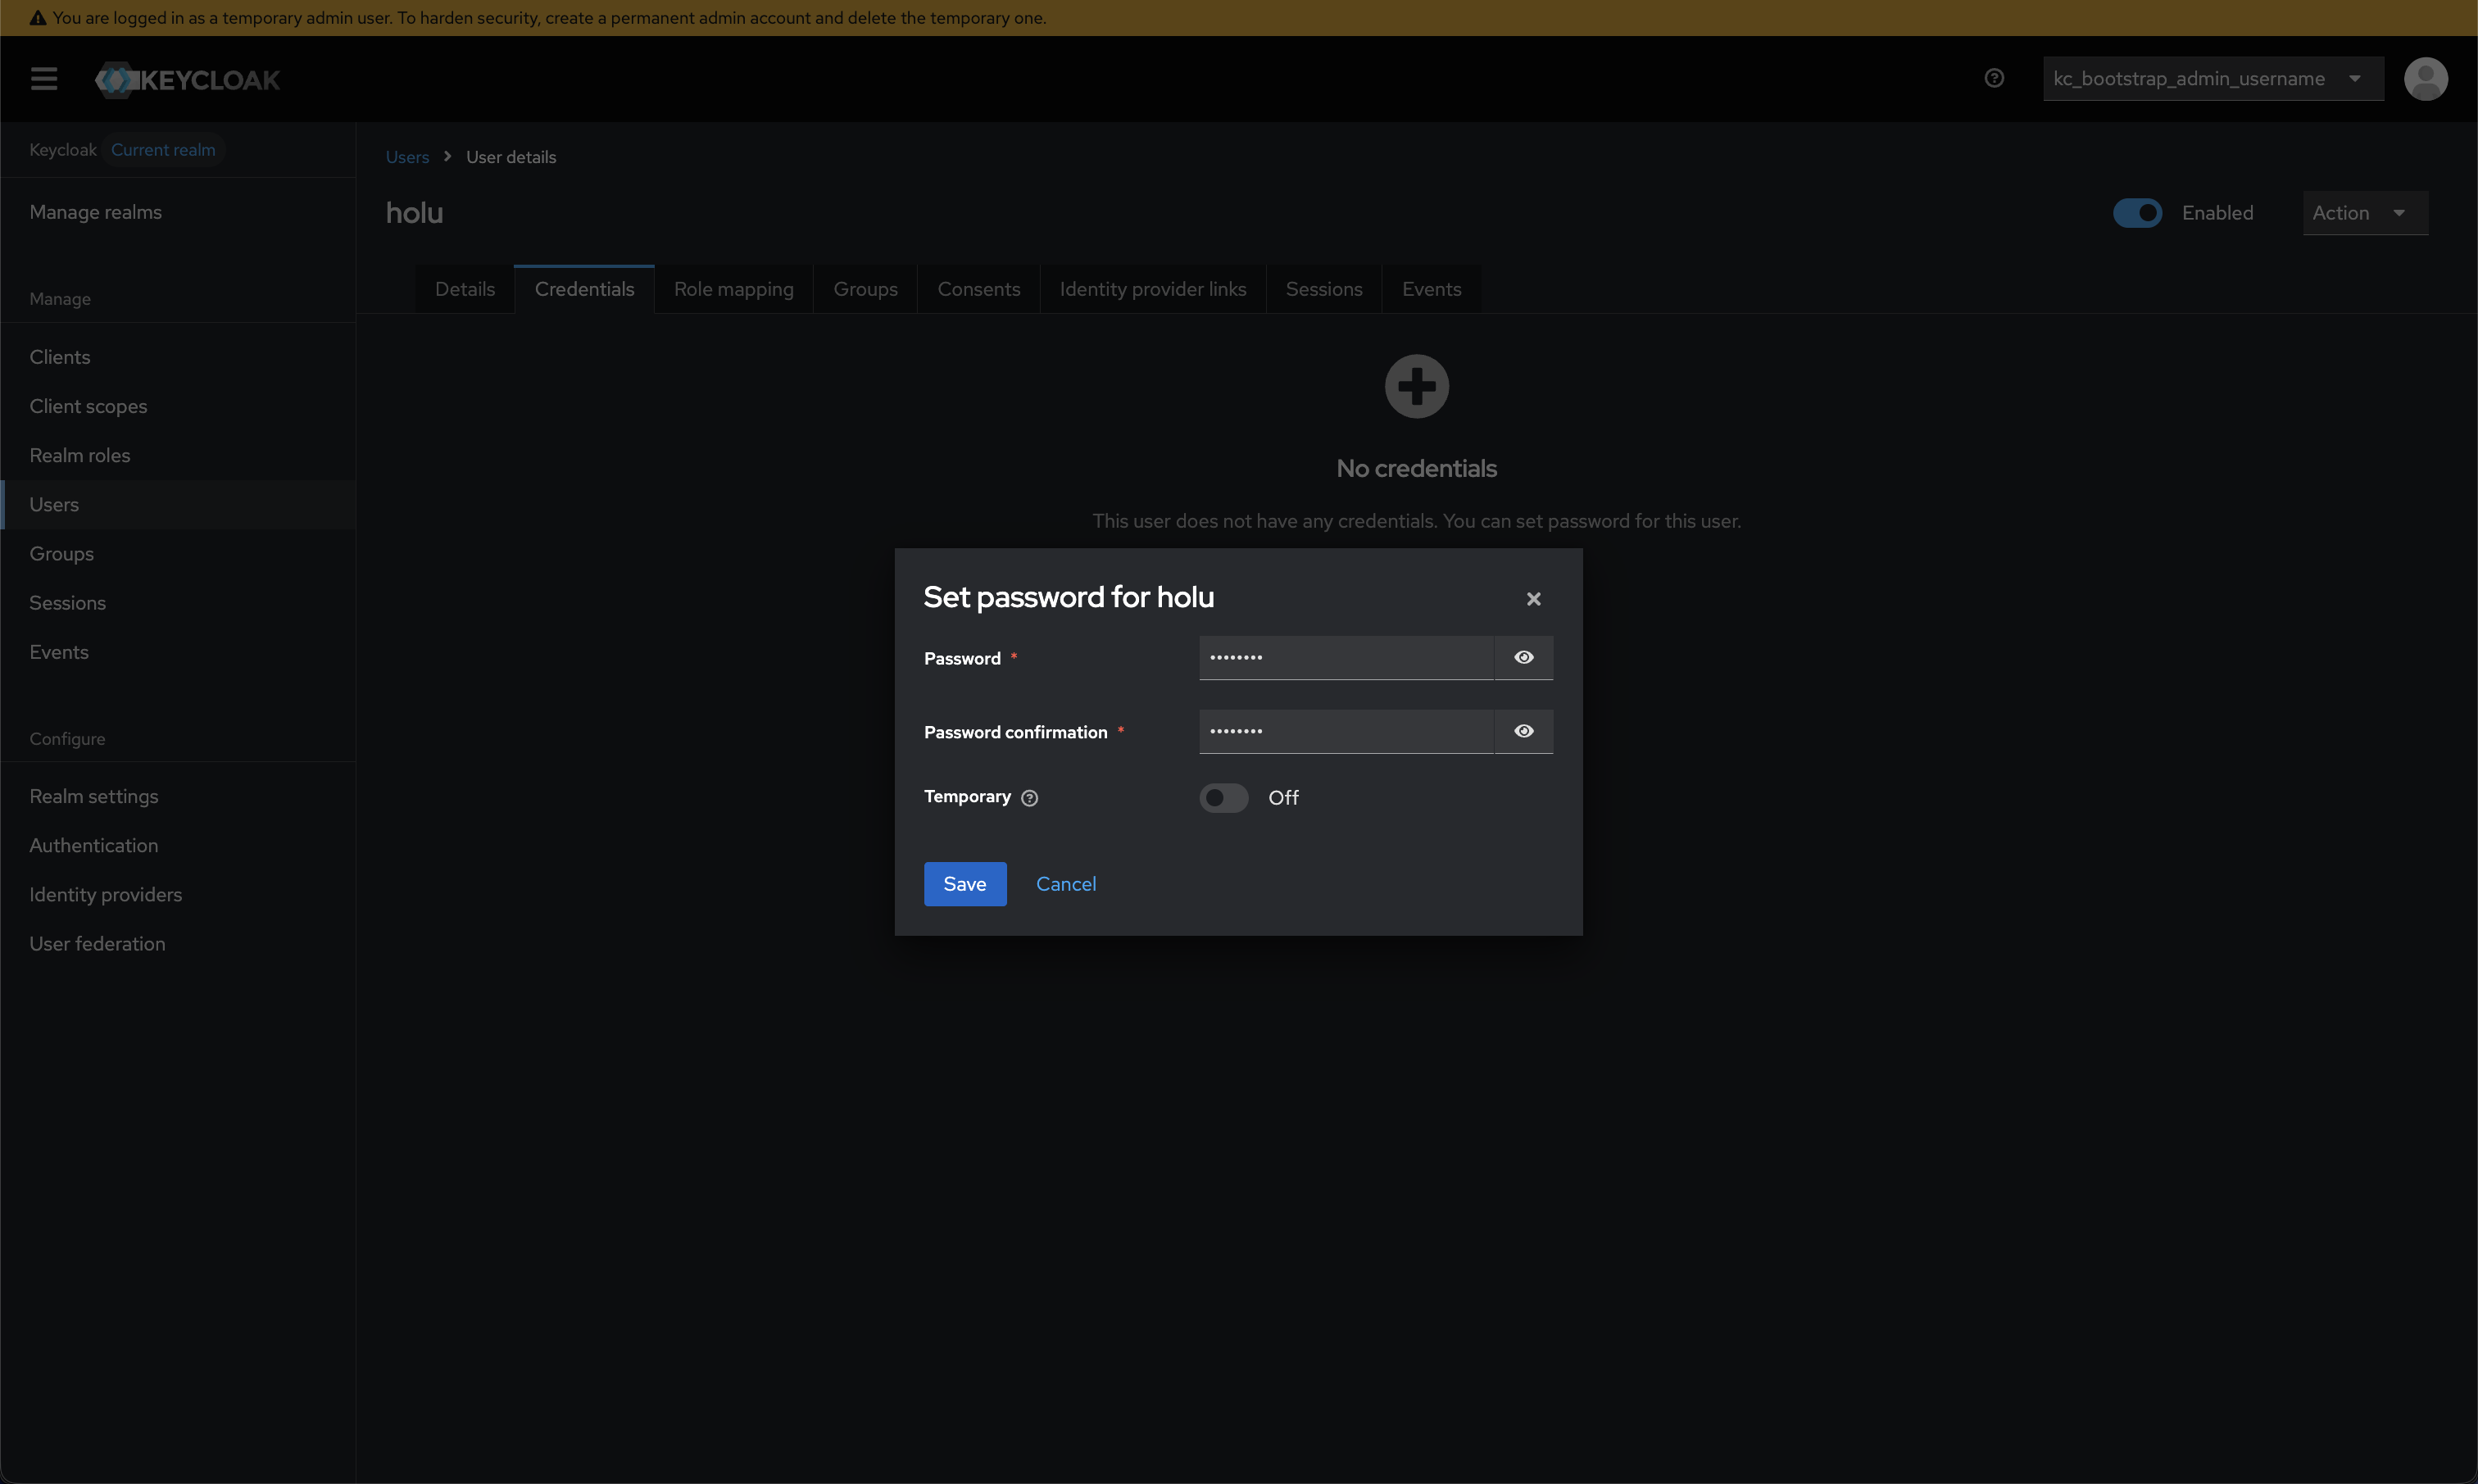 You are logged in as a temporary admin user. To harden security, create a permanent admin account and delete the temporary one.
KEYCLOAK
kc_bootstrap_admin_username
Keycloak Current realm
Manage realms
Manage
Clients
Client scopes
Realm roles
Users
Groups
Sessions
Events
Configure
Realm settings
Authentication
Identity providers
User federation
Users > User details
holu
Enabled
Action
Details Credentials Role mapping Groups Consents Identity provider links Sessions Events
No credentials
This user does not have any credentials. You can set password for this user.
Set password for holu
Password *
••••••••
Password confirmation *
••••••••
Temporary
Off
Save Cancel